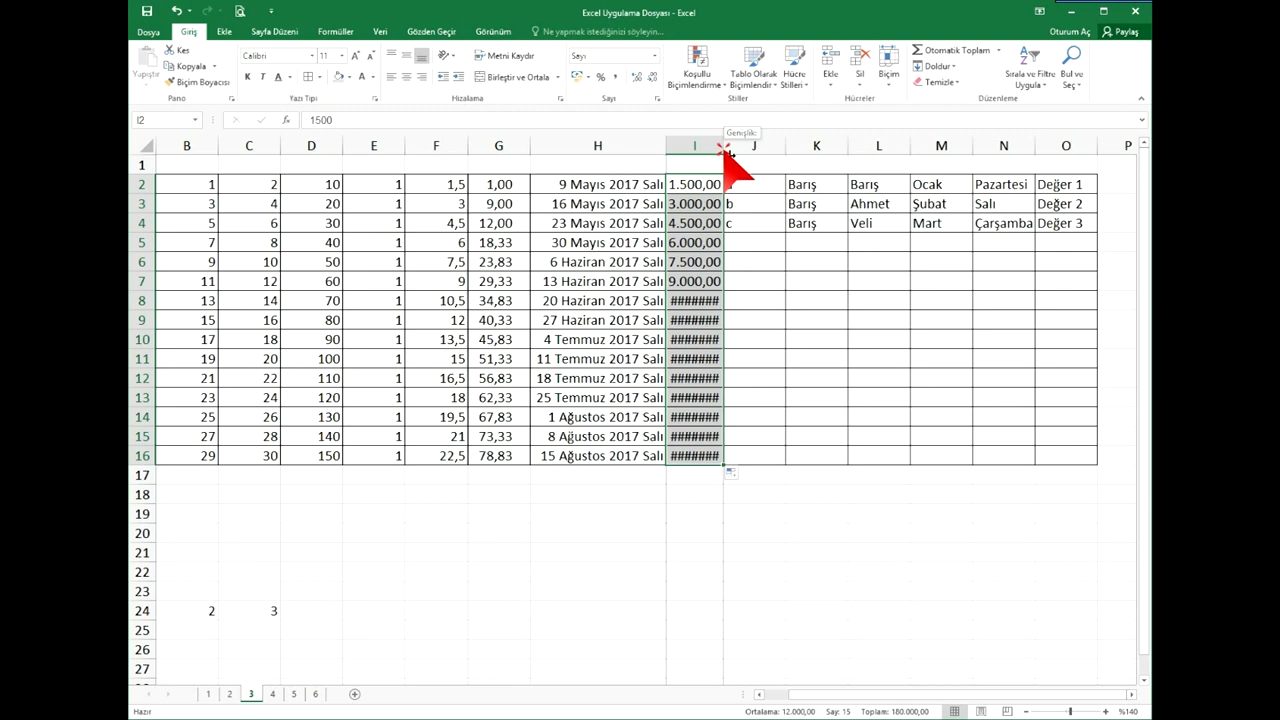 Excel Uygulama Dosyası - Excel
Dosya Giriş Ekle Sayfa Düzeni Formüller Veri Gözden Geçir Görünüm Ne yapmak istediğinizi söyleyin... Oturum Aç Paylaş
Yapıştır
Kes
Kopyala
Biçim Boyacısı
Pano
Calibri 11
K T A
Yazı Tipi
Metni Kaydır
Birleştir ve Ortala
Hizalama
Sayı
%
Sayı
Koşullu Biçimlendirme
Tablo Olarak Biçimlendir
Hücre Stilleri
Stiller
Ekle Sil Biçim
Hücreler
Otomatik Toplam
Doldur
Temizle
Sırala ve Filtre Uygula
Bul ve Seç
Düzenleme
I2 fx 1500
Genişlik:
B C D E F G H I J K L M N O P
1
2 1 2 10 1 1,5 1,00 9 Mayıs 2017 Salı 1.500,00 Barış Barış Ocak Pazartesi Değer 1
3 3 4 20 1 3 9,00 16 Mayıs 2017 Salı 3.000,00 b Barış Ahmet Şubat Salı Değer 2
4 5 6 30 1 4,5 12,00 23 Mayıs 2017 Salı 4.500,00 c Barış Veli Mart Çarşamba Değer 3
5 7 8 40 1 6 18,33 30 Mayıs 2017 Salı 6.000,00
6 9 10 50 1 7,5 23,83 6 Haziran 2017 Salı 7.500,00
7 11 12 60 1 9 29,33 13 Haziran 2017 Salı 9.000,00
8 13 14 70 1 10,5 34,83 20 Haziran 2017 Salı #######
9 15 16 80 1 12 40,33 27 Haziran 2017 Salı #######
10 17 18 90 1 13,5 45,83 4 Temmuz 2017 Salı #######
11 19 20 100 1 15 51,33 11 Temmuz 2017 Salı #######
12 21 22 110 1 16,5 56,83 18 Temmuz 2017 Salı #######
13 23 24 120 1 18 62,33 25 Temmuz 2017 Salı #######
14 25 26 130 1 19,5 67,83 1 Ağustos 2017 Salı #######
15 27 28 140 1 21 73,33 8 Ağustos 2017 Salı #######
16 29 30 150 1 22,5 78,83 15 Ağustos 2017 Salı #######
17
18
19
20
21
22
23
24 2 3
25
26
27
1 2 3 4 5 6
Hazır Ortalama: 12.000,00 Say: 15 Toplam: 180.000,00 %140